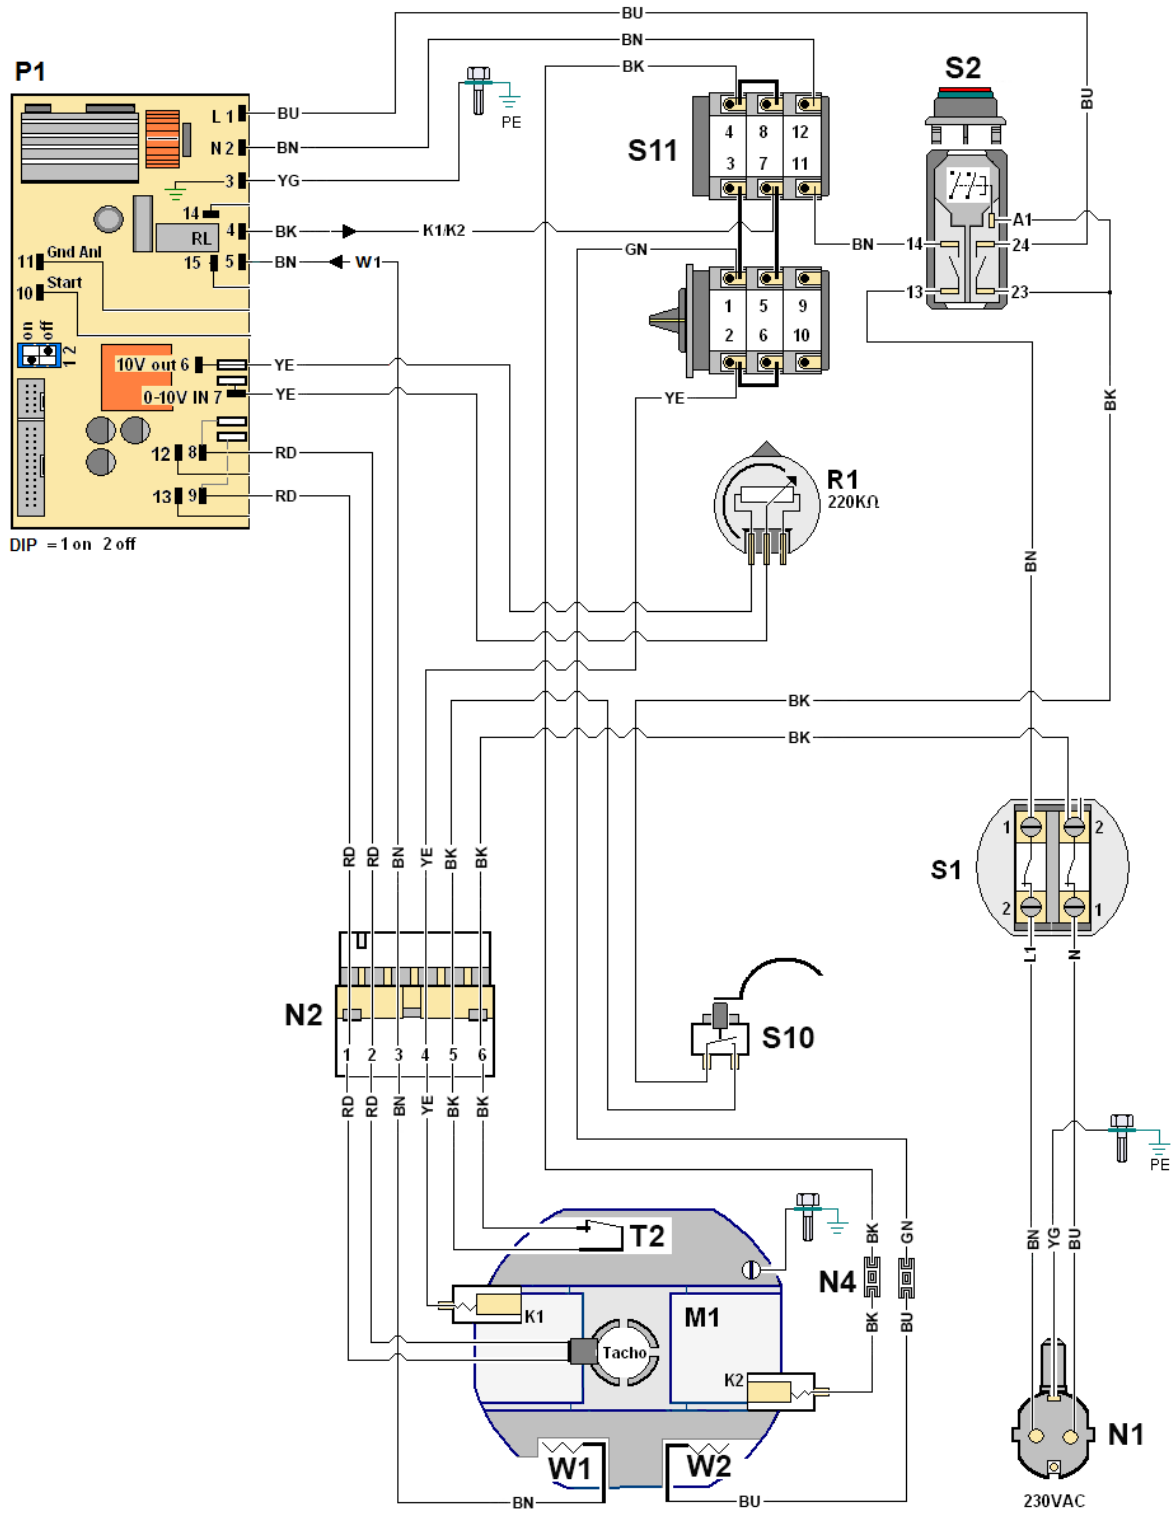 BU
BN
BK
P1
S2
L 1
BU
PE
BU
N 2
BN
S11
4 8 12
3 7 11
3
YG
14
4
BK
K1/K2
RL
A1
BN
14
24
11
Gnd Anl
15
5
BN
W1
GN
10
Start
13
23
on
off
1 2
1 5 9
2 6 10
10V out 6
YE
0-10V IN 7
YE
YE
BK
12
8
RD
13
9
RD
R1
220KΩ
DIP = 1 on 2 off
BN
BK
BK
RD
RD
BN
YE
BK
BK
1
2
S1
2
1
L1
N
N2
S10
1 2 3 4 5 6
RD
RD
BN
YE
BK
BK
PE
T2
BK
GN
BN
YG
BU
N4
K1
M1
BK
BU
Tacho
K2
N1
W1
W2
BN
BU
230VAC